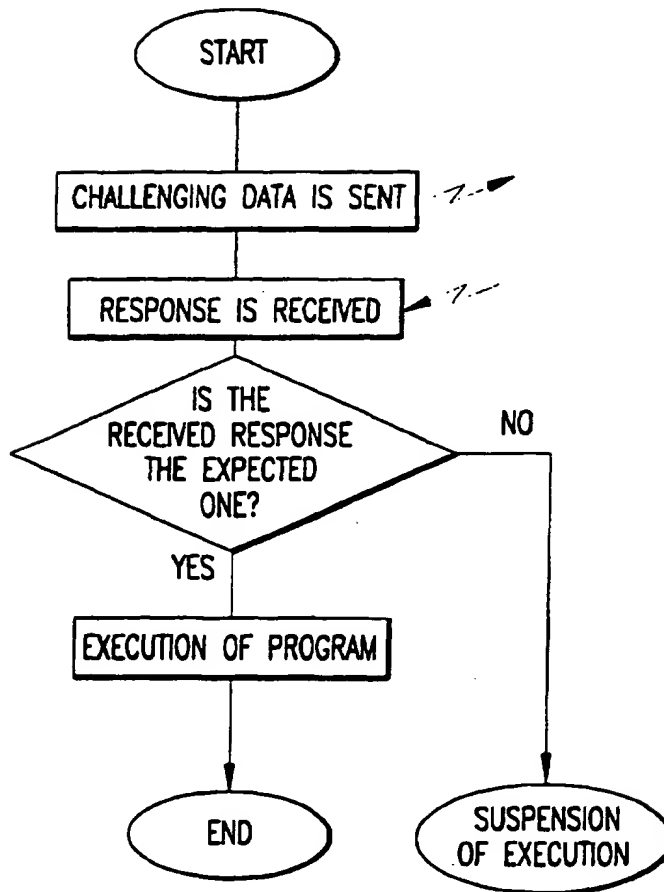 START
CHALLENGING DATA IS SENT
RESPONSE IS RECEIVED
IS THE
RECEIVED RESPONSE
THE EXPECTED
ONE?
NO
YES
EXECUTION OF PROGRAM
END
SUSPENSION
OF EXECUTION